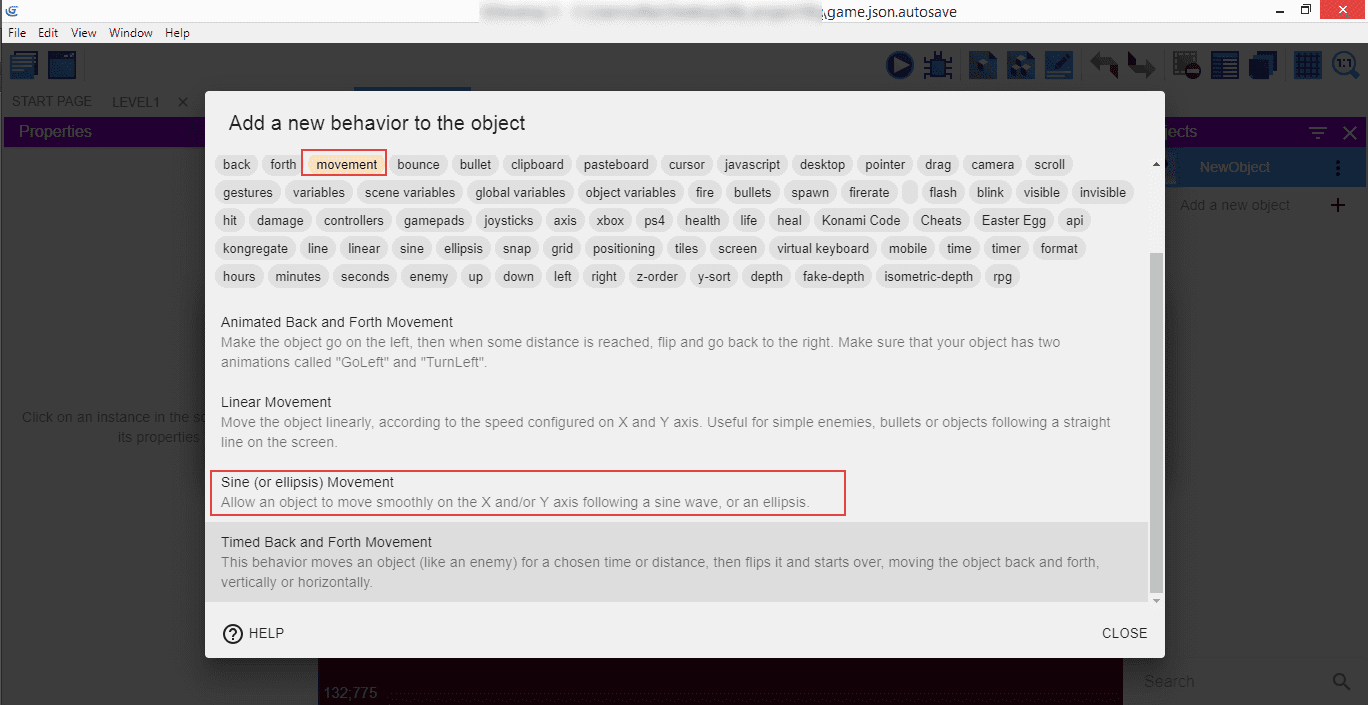 \game.json.autosave
File Edit View Window Help
1:1
START PAGE LEVEL1
Properties
ects
NewObject
Add a new object
Click on an instance in the sc
its properties
Add a new behavior to the object
back forth movement bounce bullet clipboard pasteboard cursor javascript desktop pointer drag camera scroll
gestures variables scene variables global variables object variables fire bullets spawn firerate flash blink visible invisible
hit damage controllers gamepads joysticks axis xbox ps4 health life heal Konami Code Cheats Easter Egg api
kongregate line linear sine ellipsis snap grid positioning tiles screen virtual keyboard mobile time timer format
hours minutes seconds enemy up down left right z-order y-sort depth fake-depth isometric-depth rpg
Animated Back and Forth Movement
Make the object go on the left, then when some distance is reached, flip and go back to the right. Make sure that your object has two
animations called "GoLeft" and "TurnLeft".
Linear Movement
Move the object linearly, according to the speed configured on X and Y axis. Useful for simple enemies, bullets or objects following a straight
line on the screen.
Sine (or ellipsis) Movement
Allow an object to move smoothly on the X and/or Y axis following a sine wave, or an ellipsis.
Timed Back and Forth Movement
This behavior moves an object (like an enemy) for a chosen time or distance, then flips it and starts over, moving the object back and forth,
vertically or horizontally.
HELP
CLOSE
132;775
Search